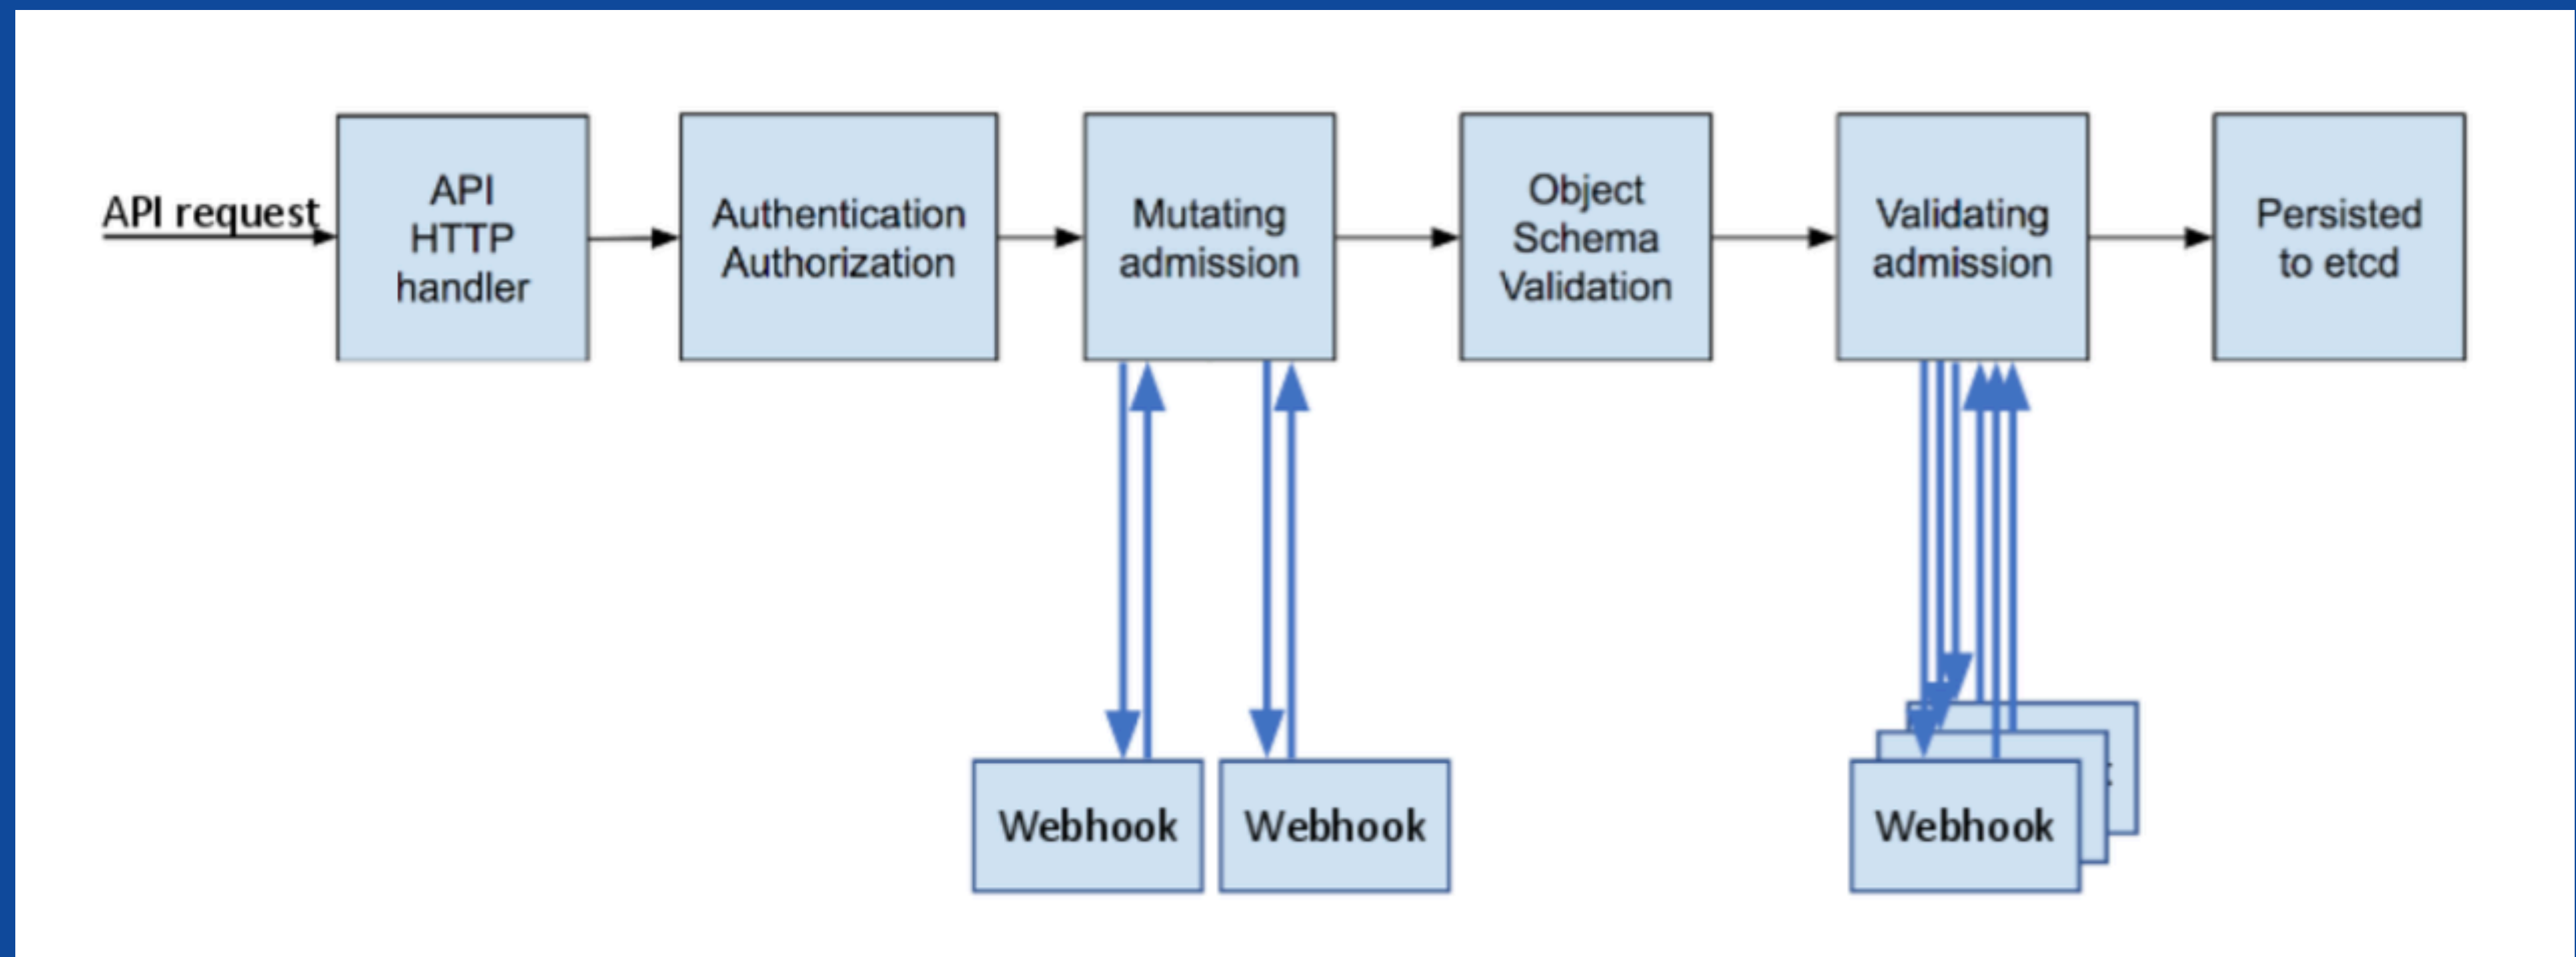 API request
API
HTTP
handler
Authentication
Authorization
Mutating
admission
Object
Schema
Validation
Validating
admission
Persisted
to etcd
Webhook
Webhook
Webhook